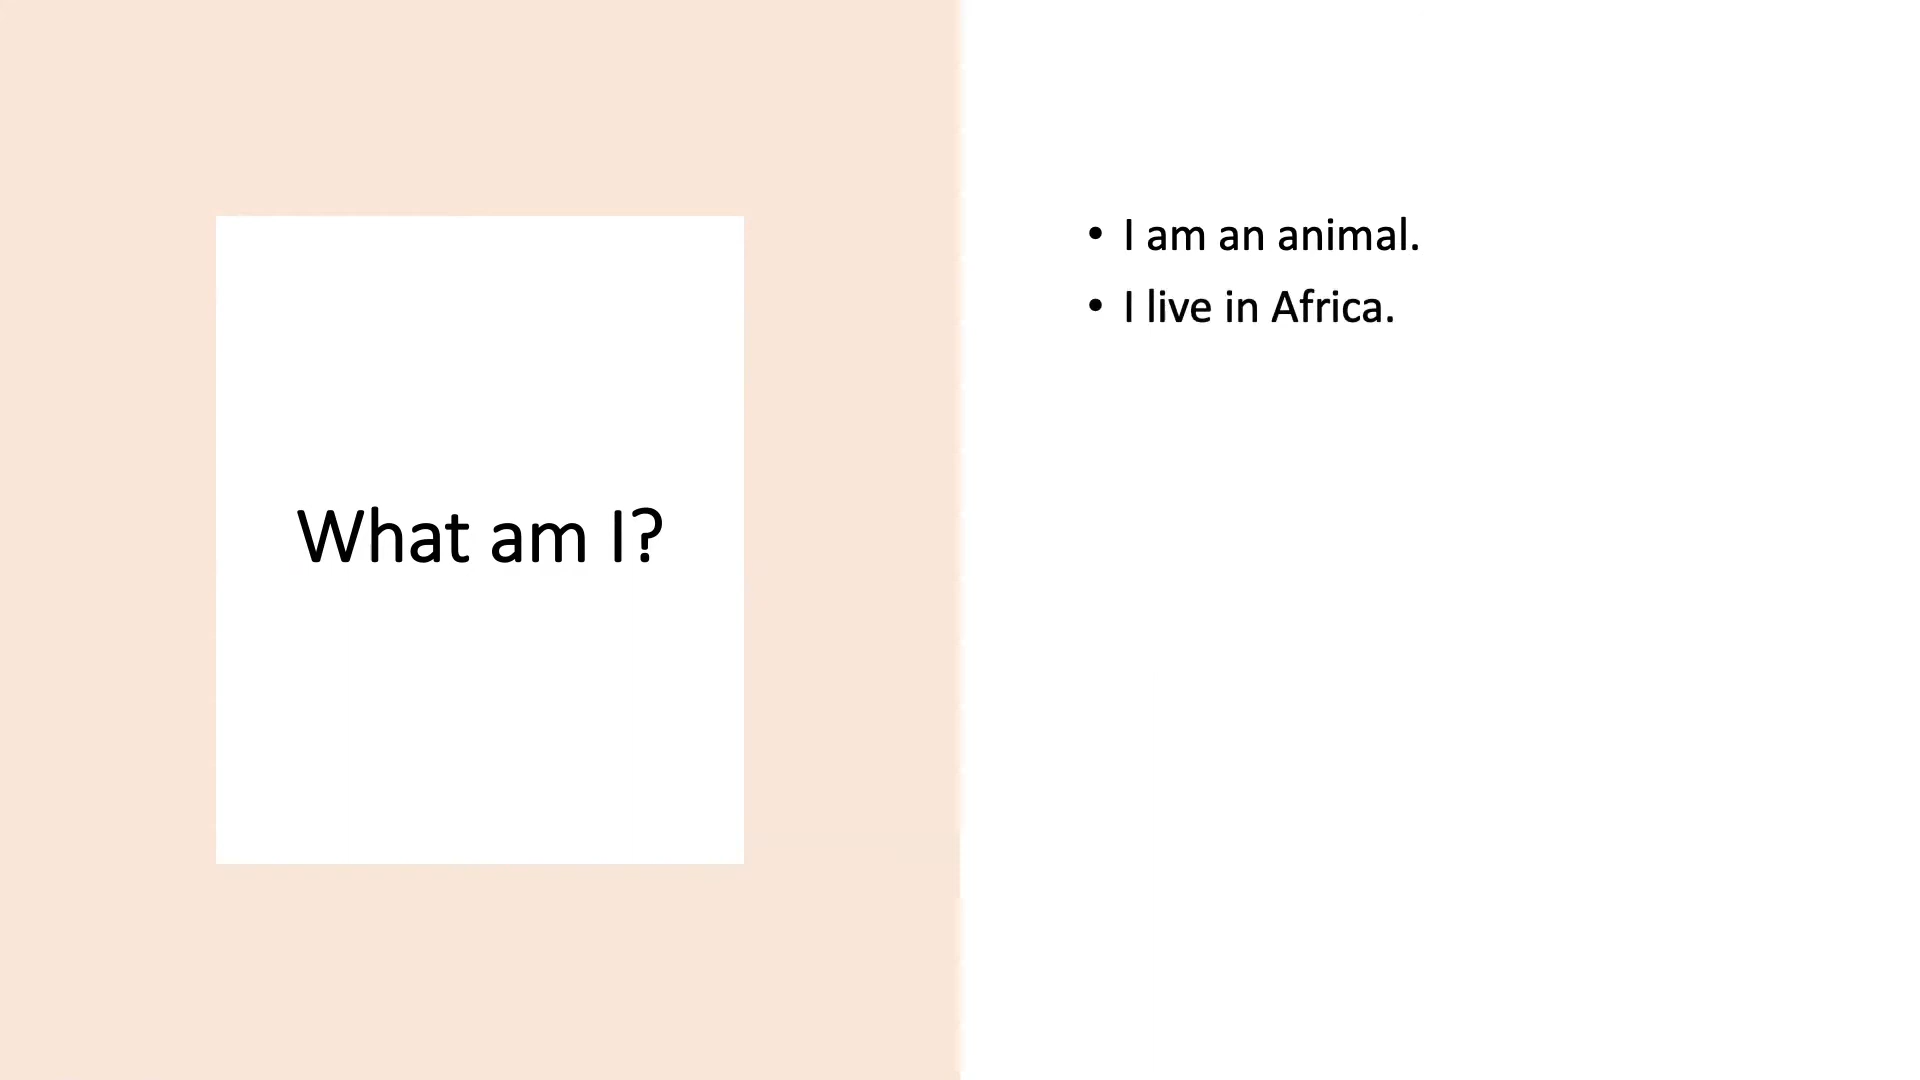 What am I?
• I am an animal.
• I live in Africa.